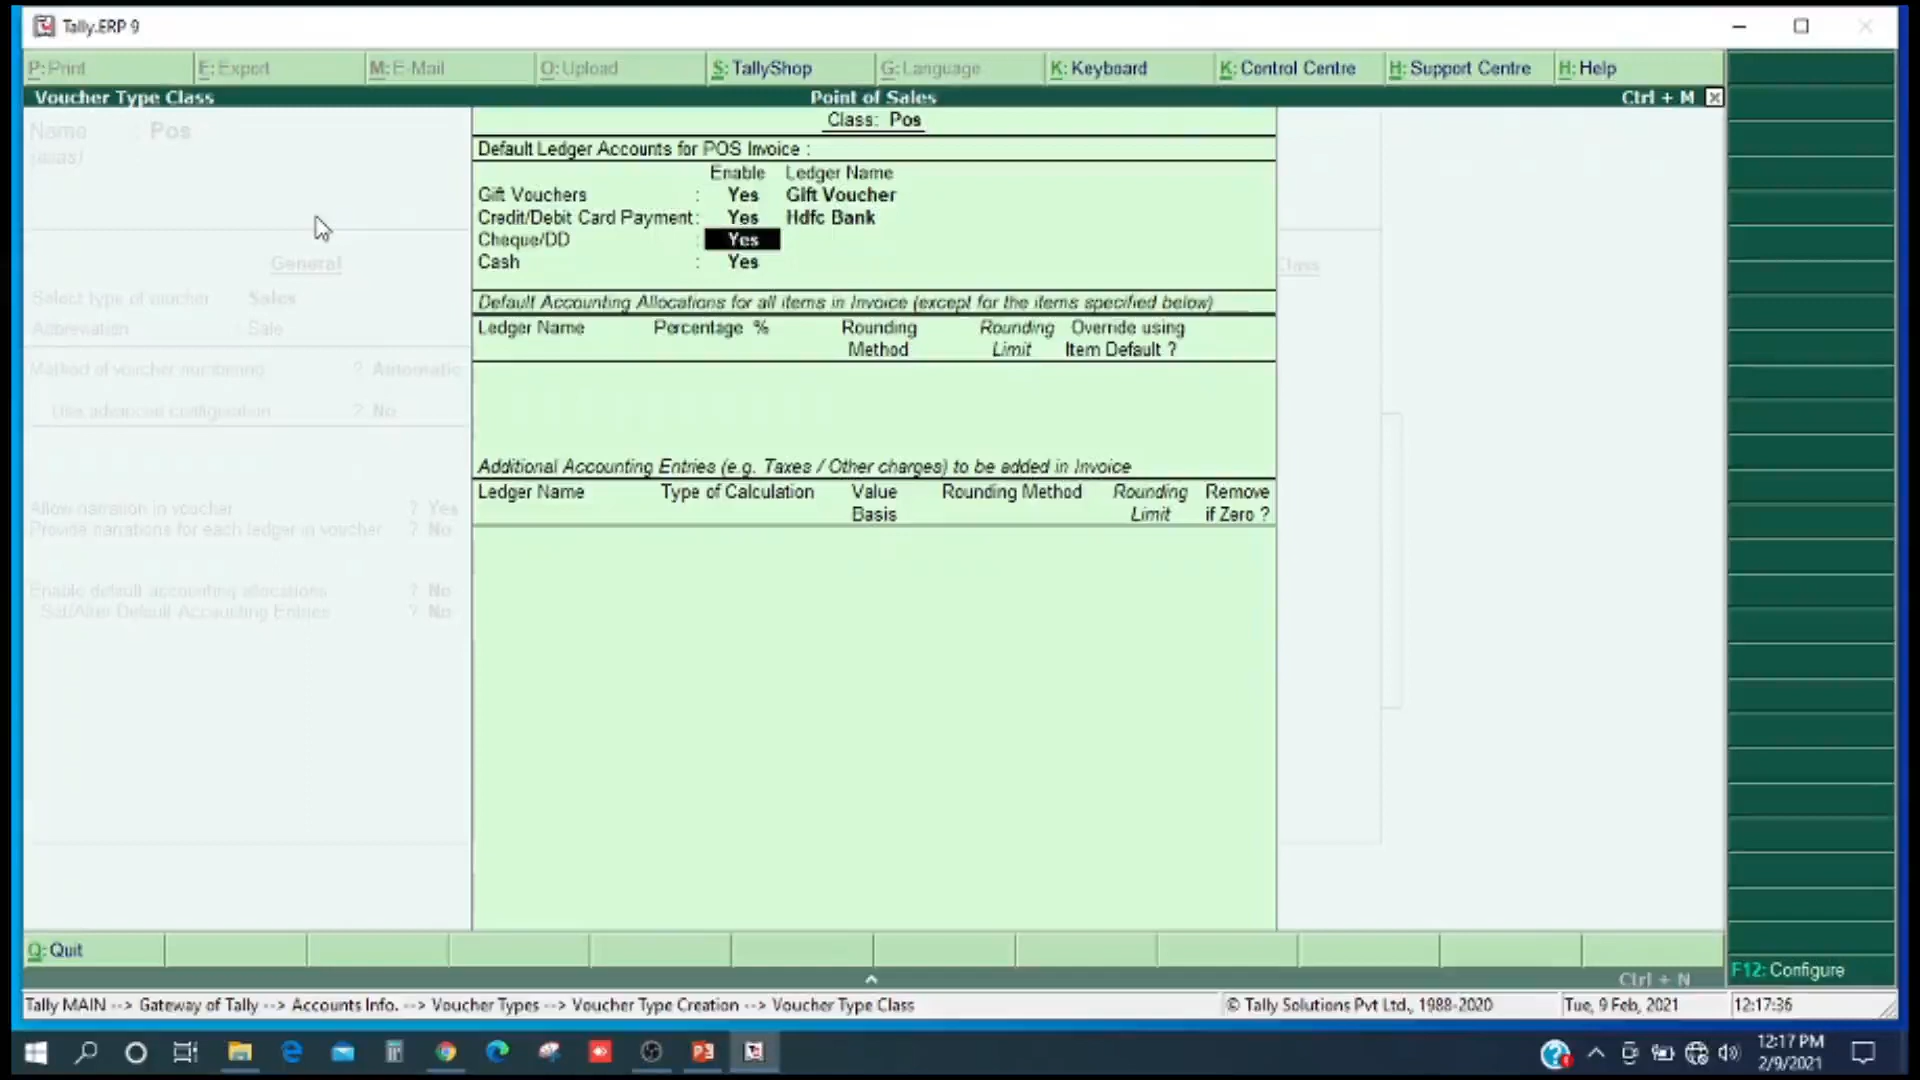 Tally.ERP 9
P: Print E: Export M: E-Mail O: Upload S: TallyShop G: Language K: Keyboard K: Control Centre H: Support Centre H: Help
Voucher Type Class Point of Sales Ctrl + M
Name : Pos
(alias)
Class: Pos
Default Ledger Accounts for POS Invoice :
Enable Ledger Name
Gift Vouchers : Yes Gift Voucher
Credit/Debit Card Payment : Yes Hdfc Bank
Cheque/DD : Yes
Cash : Yes
General
Class
Select type of voucher Sales
Abbreviation : Sale
Method of voucher numbering ? Automatic
Use advanced configuration ? No
Allow narration in voucher ? Yes
Provide narrations for each ledger in voucher ? No
Enable default accounting allocations ? No
Set/Alter Default Accounting Entries ? No
Default Accounting Allocations for all items in Invoice (except for the items specified below)
Ledger Name Percentage % Rounding Rounding Override using
Method Limit Item Default ?
Additional Accounting Entries (e.g. Taxes / Other charges) to be added in Invoice
Ledger Name Type of Calculation Value Rounding Method Rounding Remove
Basis Limit if Zero ?
Q: Quit
F12: Configure
Ctrl + N
Tally MAIN --> Gateway of Tally --> Accounts Info. --> Voucher Types --> Voucher Type Creation --> Voucher Type Class © Tally Solutions Pvt Ltd., 1988-2020 Tue, 9 Feb, 2021 12:17:36
12:17 PM
2/9/2021